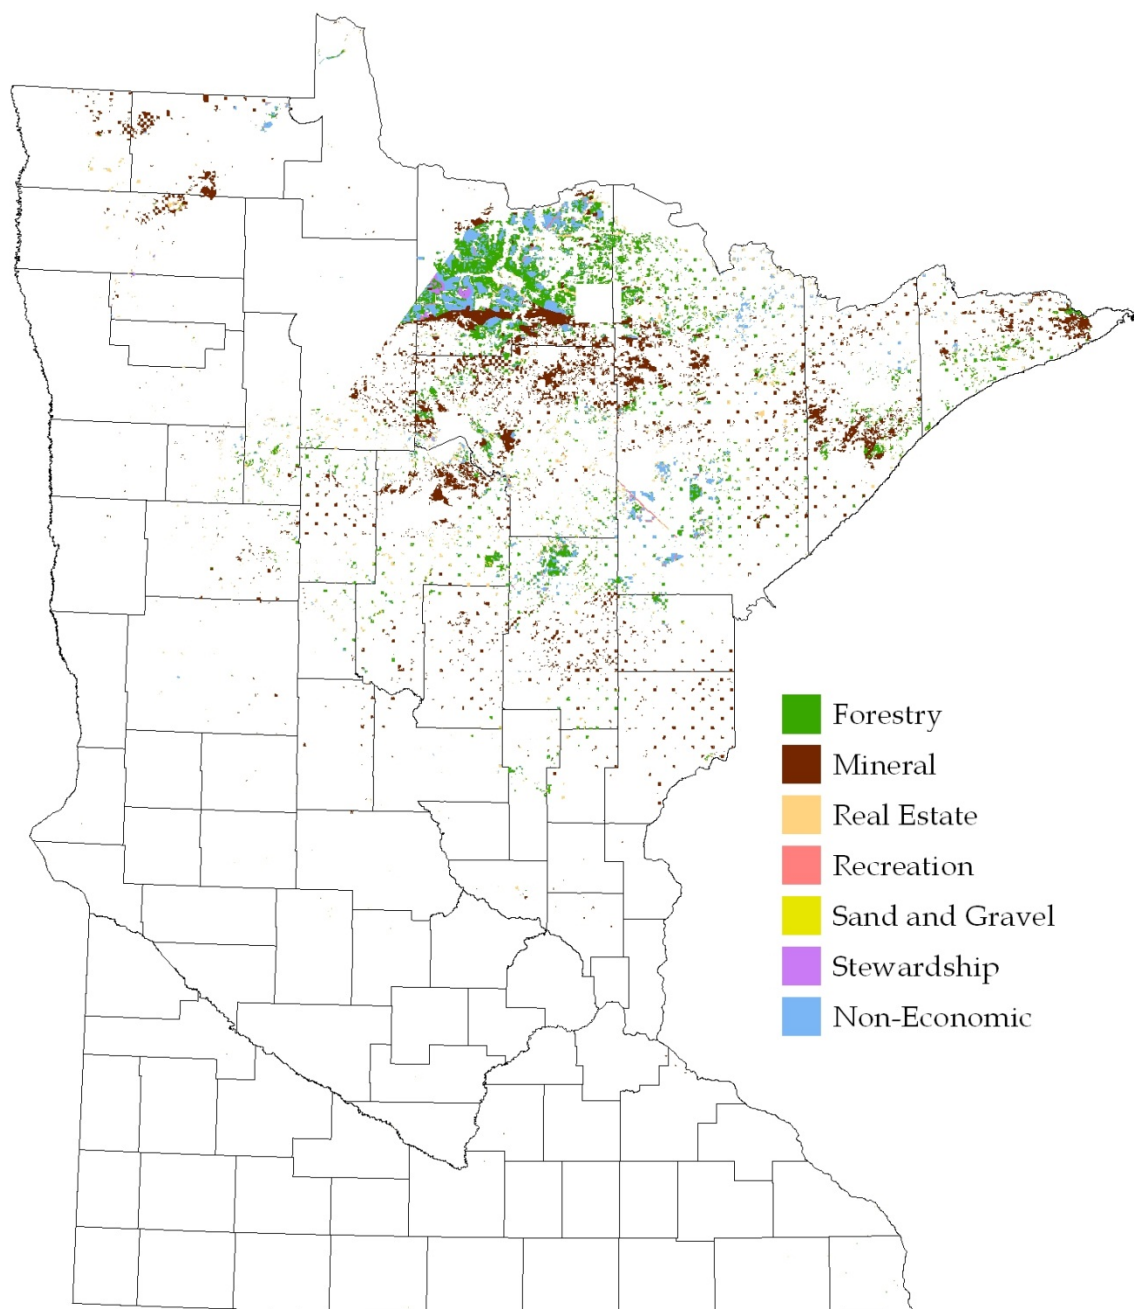 Forestry
Mineral
Real Estate
Recreation
Sand and Gravel
Stewardship
Non-Economic